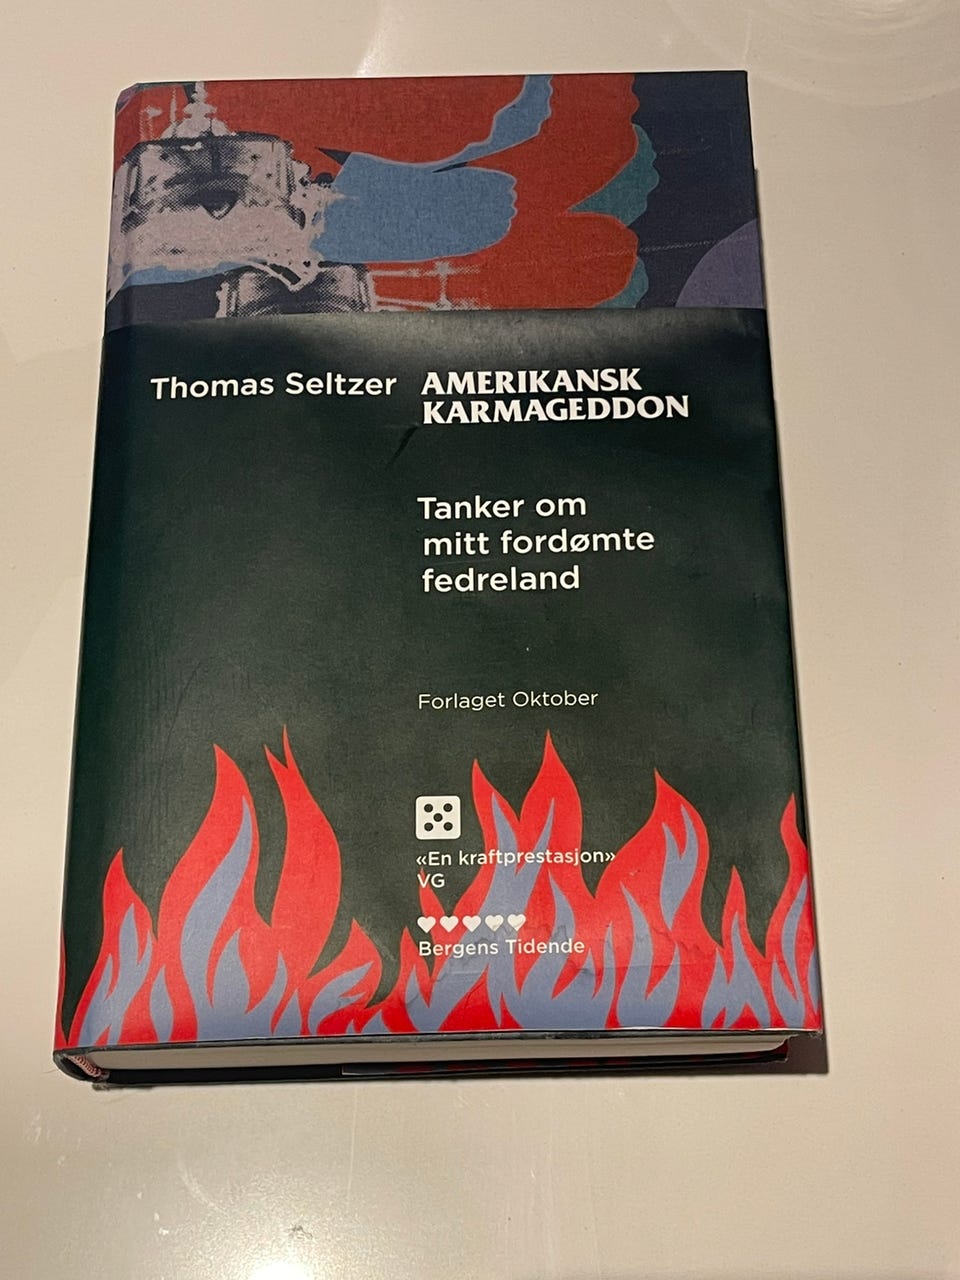 Thomas Seltzer
AMERIKANSK
KARMAGEDDON
Tanker om
mitt fordømte
fedreland
Forlaget Oktober
«En kraftprestasjon»
VG
Bergens Tidende